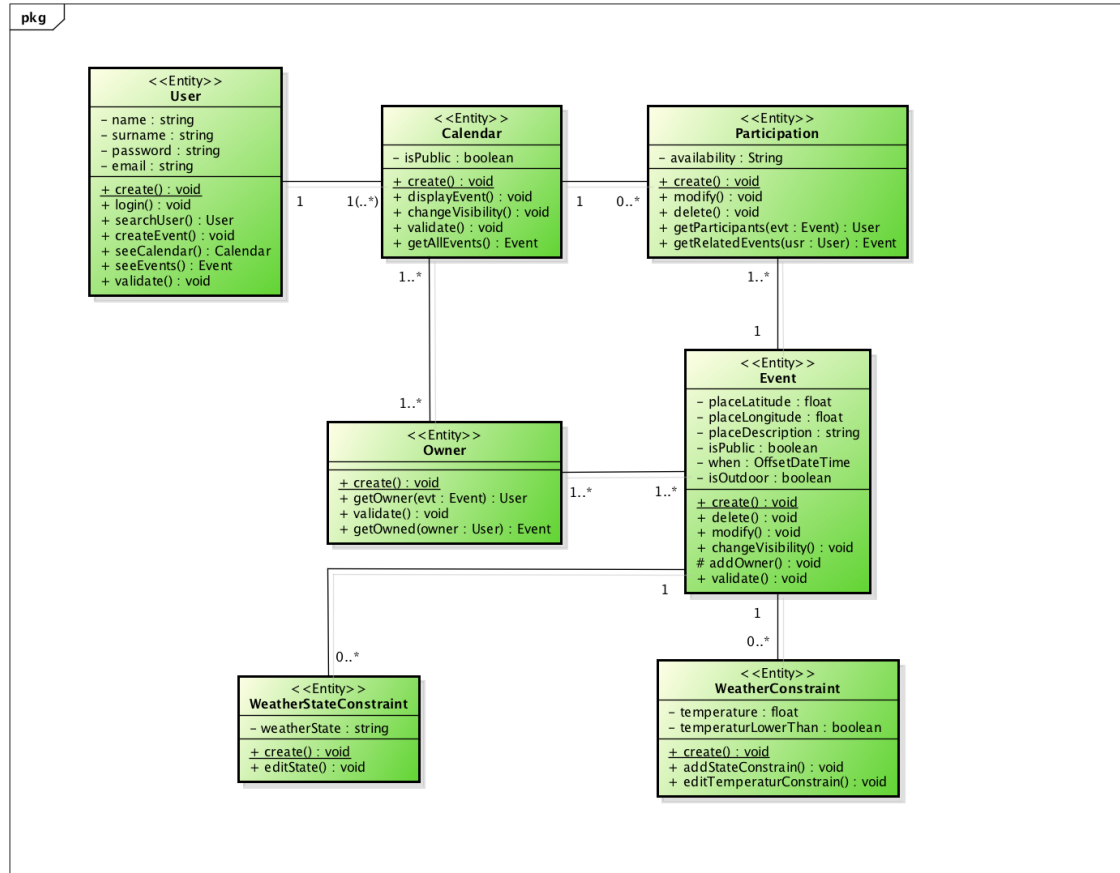 pkg
<<Entity>>
User
– name : string
– surname : string
– password : string
– email : string
+ create() : void
+ login() : void
+ searchUser() : User
+ createEvent() : void
+ seeCalendar() : Calendar
+ seeEvents() : Event
+ validate() : void
<<Entity>>
Calendar
– isPublic : boolean
+ create() : void
+ displayEvent() : void
+ changeVisibility() : void
+ validate() : void
+ getAllEvents() : Event
<<Entity>>
Participation
– availability : String
+ create() : void
+ modify() : void
+ delete() : void
+ getParticipants(evt : Event) : User
+ getRelatedEvents(usr : User) : Event
1
1(..*)
1
0..*
1..*
1..*
1..*
1
<<Entity>>
Event
– placeLatitude : float
– placeLongitude : float
– placeDescription : string
– isPublic : boolean
– when : OffsetDateTime
– isOutdoor : boolean
+ create() : void
+ delete() : void
+ modify() : void
+ changeVisibility() : void
# addOwner() : void
+ validate() : void
<<Entity>>
Owner
+ create() : void
+ getOwner(evt : Event) : User
+ validate() : void
+ getOwned(owner : User) : Event
1..*
1..*
1
0..*
1
0..*
<<Entity>>
WeatherStateConstraint
– weatherState : string
+ create() : void
+ editState() : void
<<Entity>>
WeatherConstraint
– temperature : float
– temperaturLowerThan : boolean
+ create() : void
+ addStateConstrain() : void
+ editTemperaturConstrain() : void